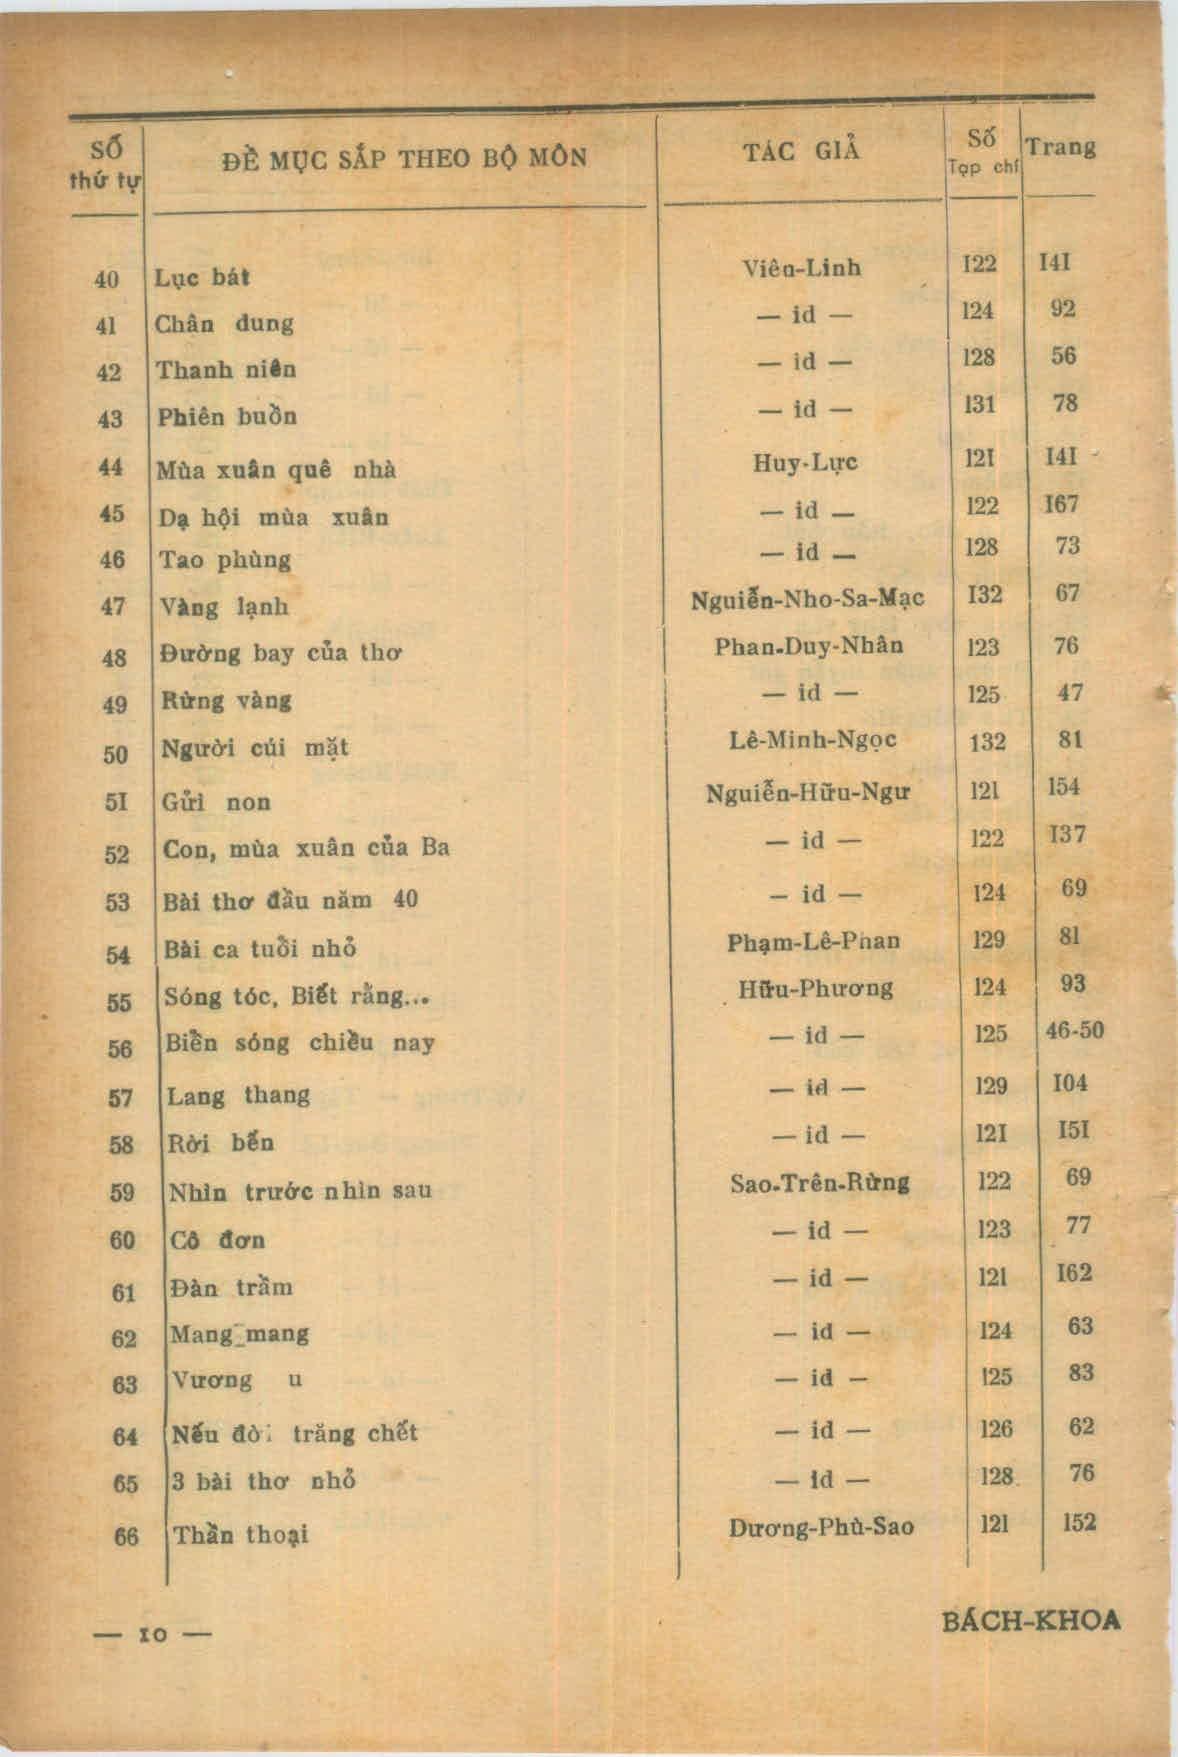 SỐ thứ tự ĐỀ MỤC SẮP THEO BỘ MÔN TÁC GIẢ Số Tạp chí Trang
40 Lục bát Viên-Linh 122 141
41 Chân dung — id — 124 92
42 Thanh niên — id — 128 56
43 Phiên buồn — id — 131 78
44 Mùa xuân quê nhà Huy-Lực 121 141
45 Dạ hội mùa xuân — id — 122 167
46 Tao phùng — id — 128 73
47 Vàng lạnh Nguiễn-Nho-Sa-Mạc 132 67
48 Đường bay của thơ Phan-Duy-Nhân 123 76
49 Rừng vàng — id — 125 47
50 Người cúi mặt Lê-Minh-Ngọc 132 81
51 Gửi non Nguiễn-Hữu-Ngư 121 154
52 Con, mùa xuân của Ba — id — 122 137
53 Bài thơ đầu năm 40 — id — 124 69
54 Bài ca tuổi nhỏ Phạm-Lê-Phan 129 81
55 Sóng tóc, Biết rằng... Hữu-Phương 124 93
56 Biển sóng chiều nay — id — 125 46-50
57 Lang thang — id — 129 104
58 Rời bến — id — 121 151
59 Nhìn trước nhìn sau Sao-Trên-Rừng 122 69
60 Cô đơn — id — 123 77
61 Đàn trầm — id — 121 162
62 Mang mang — id — 124 63
63 Vương u — id — 125 83
64 Nếu đời trăng chết — id — 126 62
65 3 bài thơ nhỏ — id — 128 76
66 Thần thoại Dương-Phù-Sao 121 152
— 10 — BÁCH-KHOA